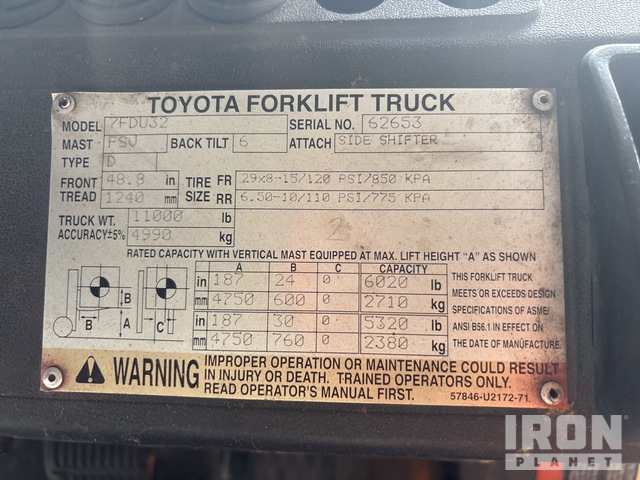 TOYOTA FORKLIFT TRUCK
MODEL 7FDU32 SERIAL NO. 62653
MAST FSV BACK TILT 6 ATTACH SIDE SHIFTER
TYPE D
FRONT 48.8 in TIRE FR 29x8-15/120 PSI/850 KPA
TREAD 1240 mm SIZE RR 6.50-10/110 PSI/775 KPA
TRUCK WT. 11000 lb
ACCURACY±5% 4990 kg
2
RATED CAPACITY WITH VERTICAL MAST EQUIPPED AT MAX. LIFT HEIGHT "A" AS SHOWN
A B C CAPACITY
in 187 24 0 6020 lb
mm 4750 600 0 2710 kg
in 187 30 0 5320 lb
mm 4750 760 0 2380 kg
B B A C
THIS FORKLIFT TRUCK
MEETS OR EXCEEDS DESIGN
SPECIFICATIONS OF ASME/
ANSI B56.1 IN EFFECT ON
THE DATE OF MANUFACTURE.
WARNING
IMPROPER OPERATION OR MAINTENANCE COULD RESULT
IN INJURY OR DEATH. TRAINED OPERATORS ONLY.
READ OPERATOR'S MANUAL FIRST.
57846-U2172-71
IRON
PLANET